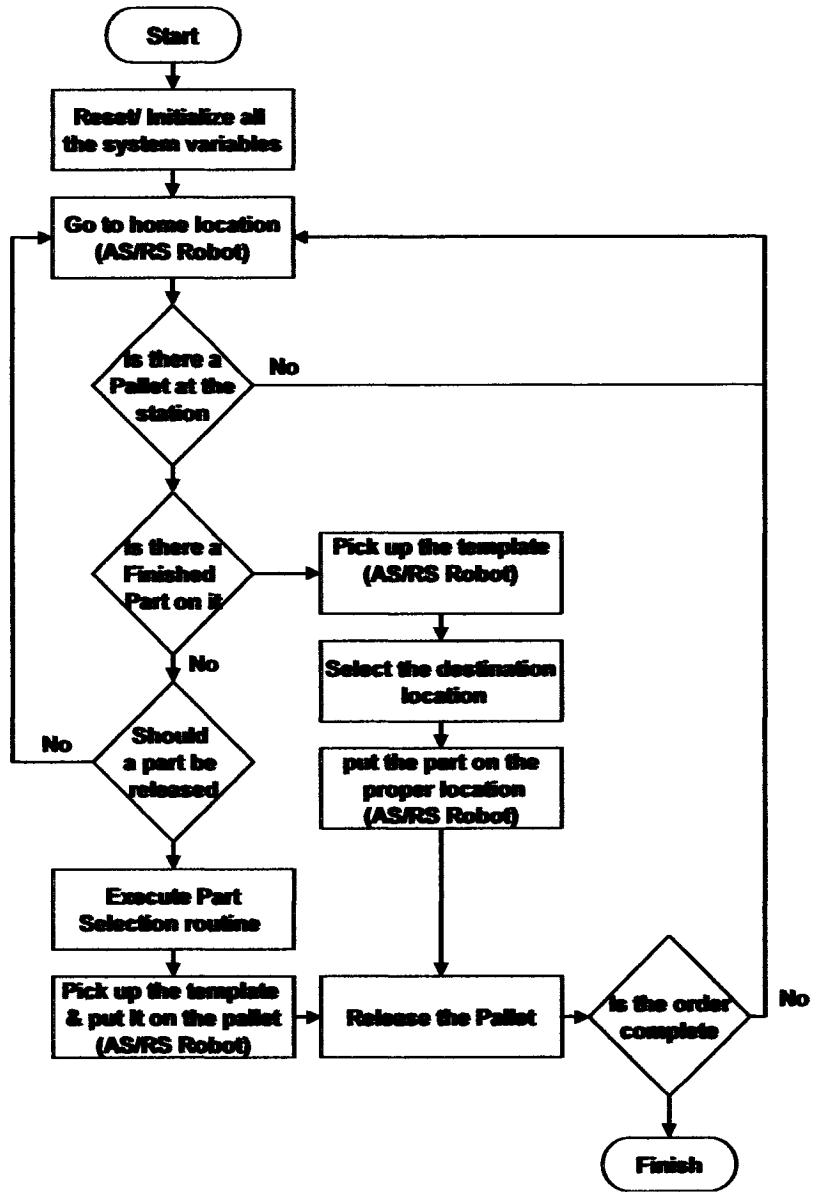 Start
Reset/ Initialize all
the system variables
Go to home location
(AS/RS Robot)
Is there a
Pallet at the
station
No
Is there a
Finished
Part on it
No
Pick up the template
(AS/RS Robot)
Select the destination
location
put the part on the
proper location
(AS/RS Robot)
Should
a part be
released
No
Execute Part
Selection routine
Pick up the template
& put it on the pallet
(AS/RS Robot)
Release the Pallet
Is the order
complete
No
Finish